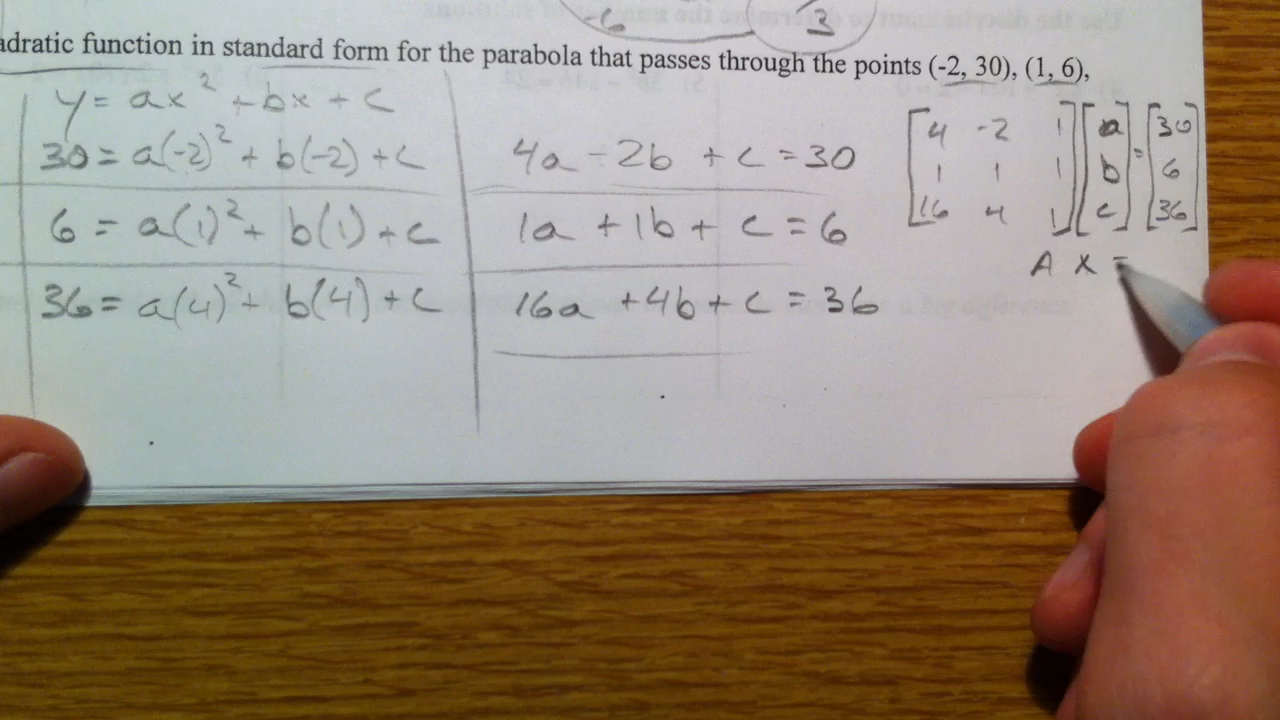 -6 3
adratic function in standard form for the parabola that passes through the points (-2, 30), (1, 6),
y = ax² + bx + c
30 = a(-2)² + b(-2) + c
6 = a(1)² + b(1) + c
36 = a(4)² + b(4) + c
4a - 2b + c = 30
1a + 1b + c = 6
16a + 4b + c = 36
[4 -2 1] [a] = [30]
[1 1 1] [b] [6]
[16 4 1] [c] [36]
A X =